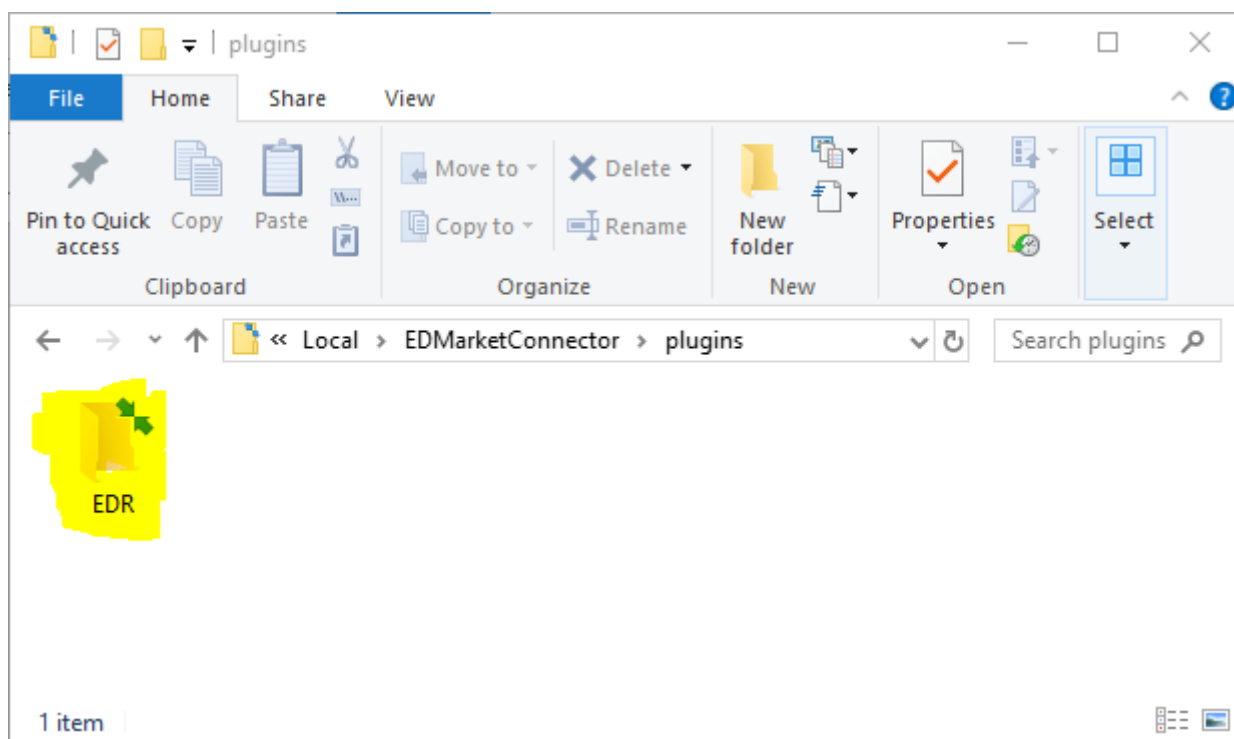 plugins
File Home Share View
Pin to Quick access
Copy
Paste
Move to
Copy to
Delete
Rename
New folder
Properties
Select
Clipboard Organize New Open
« Local > EDMarketConnector > plugins
Search plugins
EDR
1 item